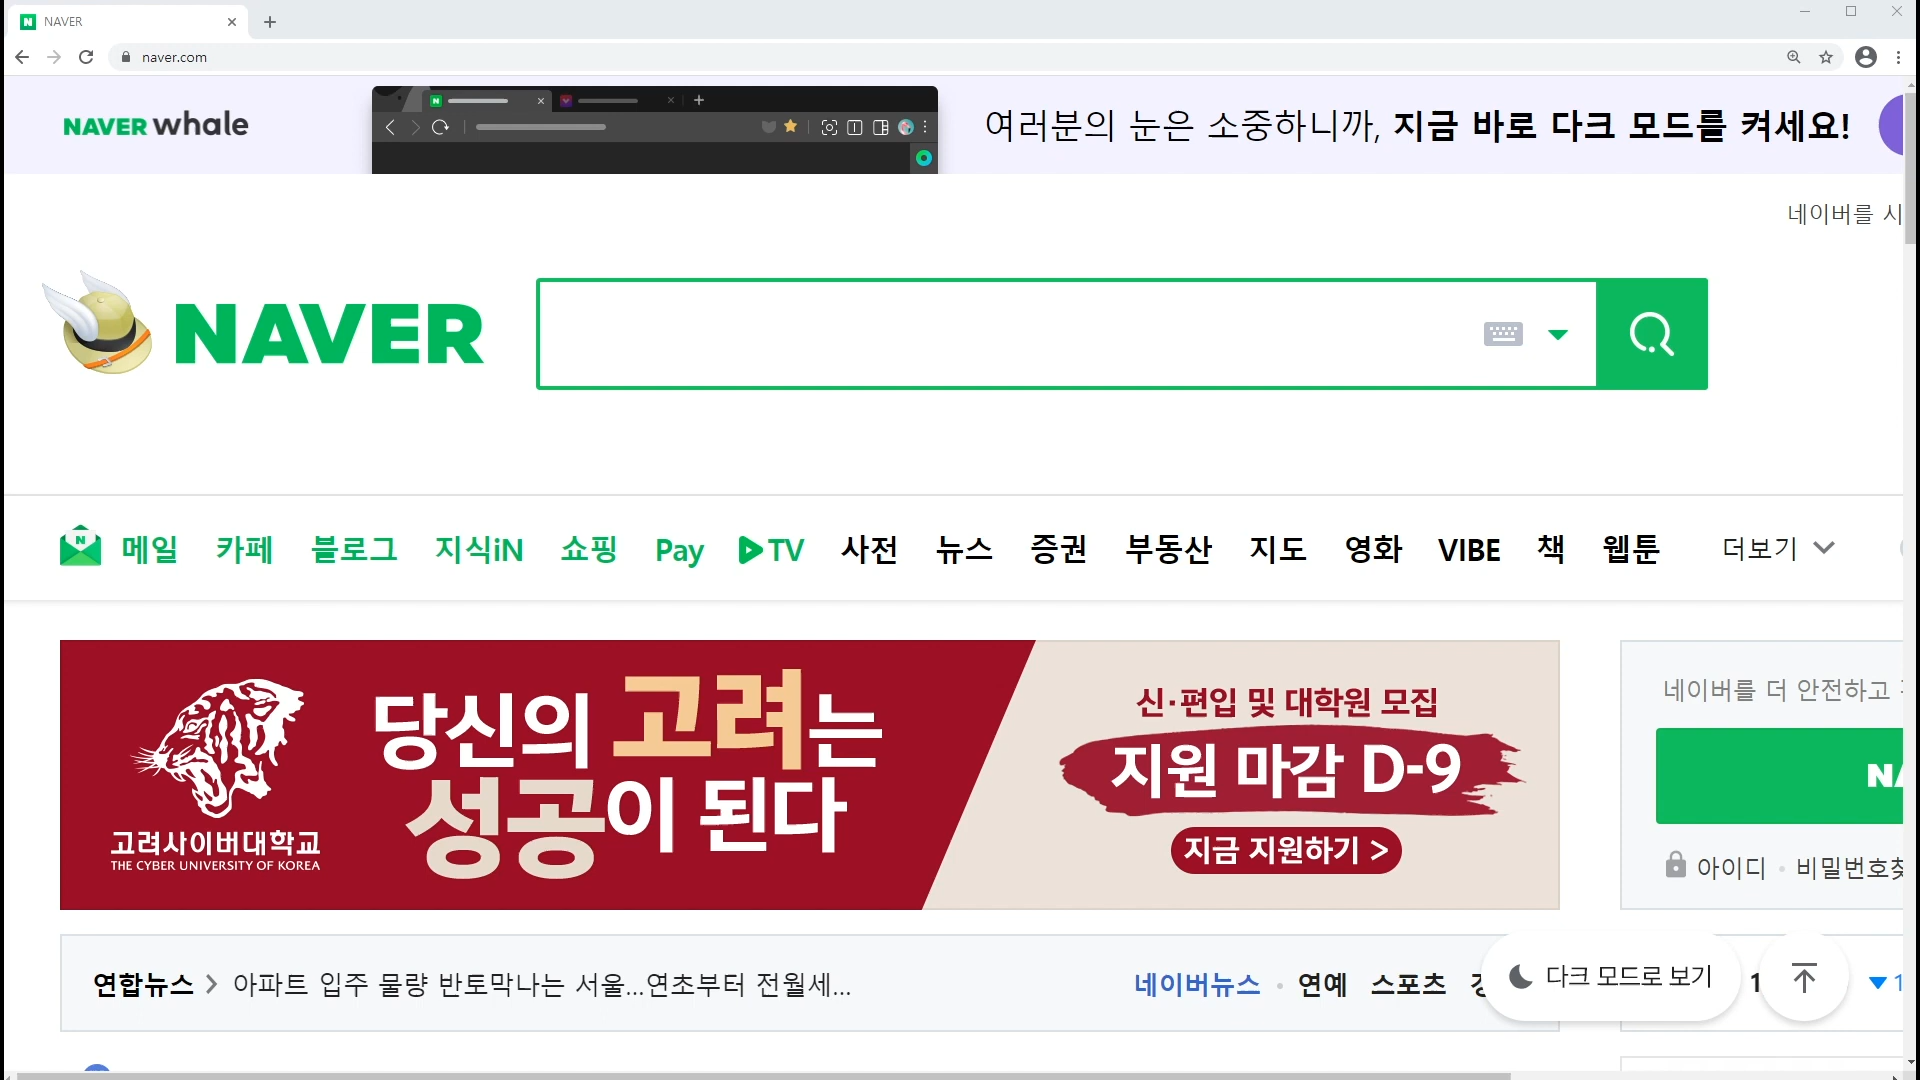 NAVER
naver.com
NAVER whale
여러분의 눈은 소중하니까, 지금 바로 다크 모드를 켜세요!
네이버를 시
NAVER
메일 카페 블로그 지식iN 쇼핑 Pay TV 사전 뉴스 증권 부동산 지도 영화 VIBE 책 웹툰 더보기
당신의 고려는
성공이 된다
고려사이버대학교
THE CYBER UNIVERSITY OF KOREA
신·편입 및 대학원 모집
지원 마감 D-9
지금 지원하기 >
네이버를 더 안전하고
NA
아이디 · 비밀번호찾
연합뉴스 > 아파트 입주 물량 반토막나는 서울...연초부터 전월세...
네이버뉴스 · 연예 스포츠
다크 모드로 보기